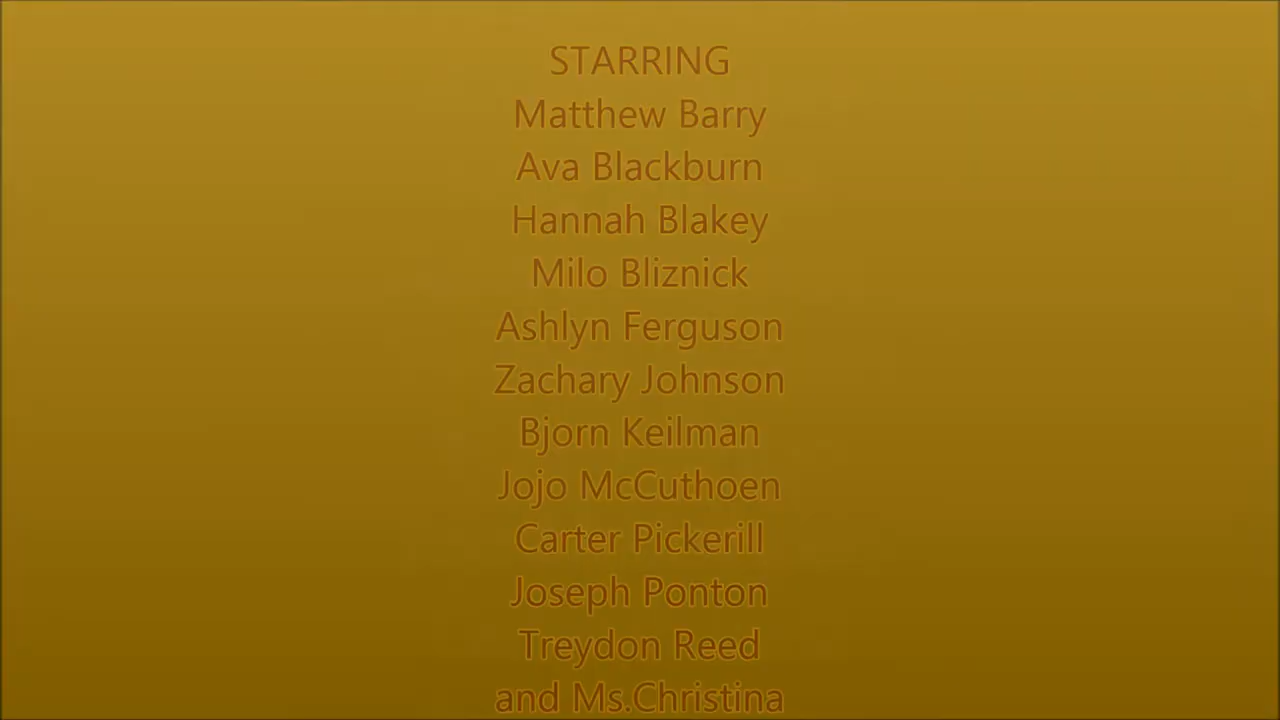 STARRING
Matthew Barry
Ava Blackburn
Hannah Blakey
Milo Bliznick
Ashlyn Ferguson
Zachary Johnson
Bjorn Keilman
Jojo McCuthoen
Carter Pickerill
Joseph Ponton
Treydon Reed
and Ms.Christina